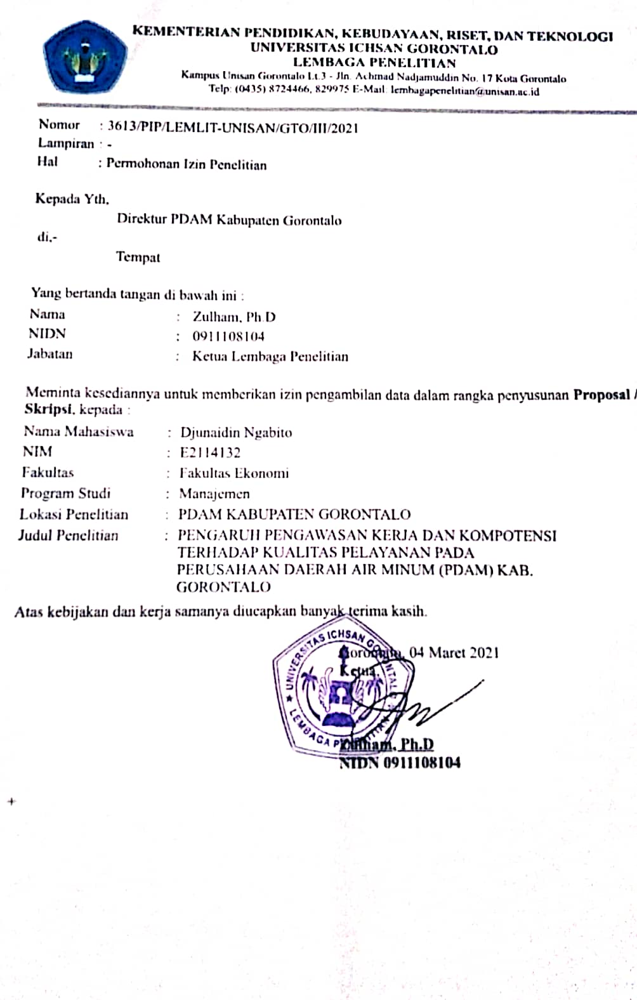 KEMENTERIAN PENDIDIKAN, KEBUDAYAAN, RISET, DAN TEKNOLOGI
UNIVERSITAS ICHSAN GORONTALO
LEMBAGA PENELITIAN
Kampus Unisan Gorontalo Lt.3 - Jln. Achmad Nadjamuddin No. 17 Kota Gorontalo
Telp: (0435) 8724466, 829975 E-Mail: lembagapenelitian@unisan.ac.id
Nomor : 3613/PIP/LEMLIT-UNISAN/GTO/III/2021
Lampiran : -
Hal : Permohonan Izin Penelitian
Kepada Yth,
Direktur PDAM Kabupaten Gorontalo
di,-
Tempat
Yang bertanda tangan di bawah ini :
Nama : Zulham, Ph.D
NIDN : 0911108104
Jabatan : Ketua Lembaga Penelitian
Meminta kesediannya untuk memberikan izin pengambilan data dalam rangka penyusunan Proposal /
Skripsi, kepada :
Nama Mahasiswa : Djunaidin Ngabito
NIM : E2114132
Fakultas : Fakultas Ekonomi
Program Studi : Manajemen
Lokasi Penelitian : PDAM KABUPATEN GORONTALO
Judul Penelitian : PENGARUH PENGAWASAN KERJA DAN KOMPOTENSI
TERHADAP KUALITAS PELAYANAN PADA
PERUSAHAAN DAERAH AIR MINUM (PDAM) KAB.
GORONTALO
Atas kebijakan dan kerja samanya diucapkan banyak terima kasih.
Gorontalo, 04 Maret 2021
Ketua,
UNIVERSITAS ICHSAN GORONTALO
LEMBAGA PENELITIAN
Zulham, Ph.D
NIDN 0911108104